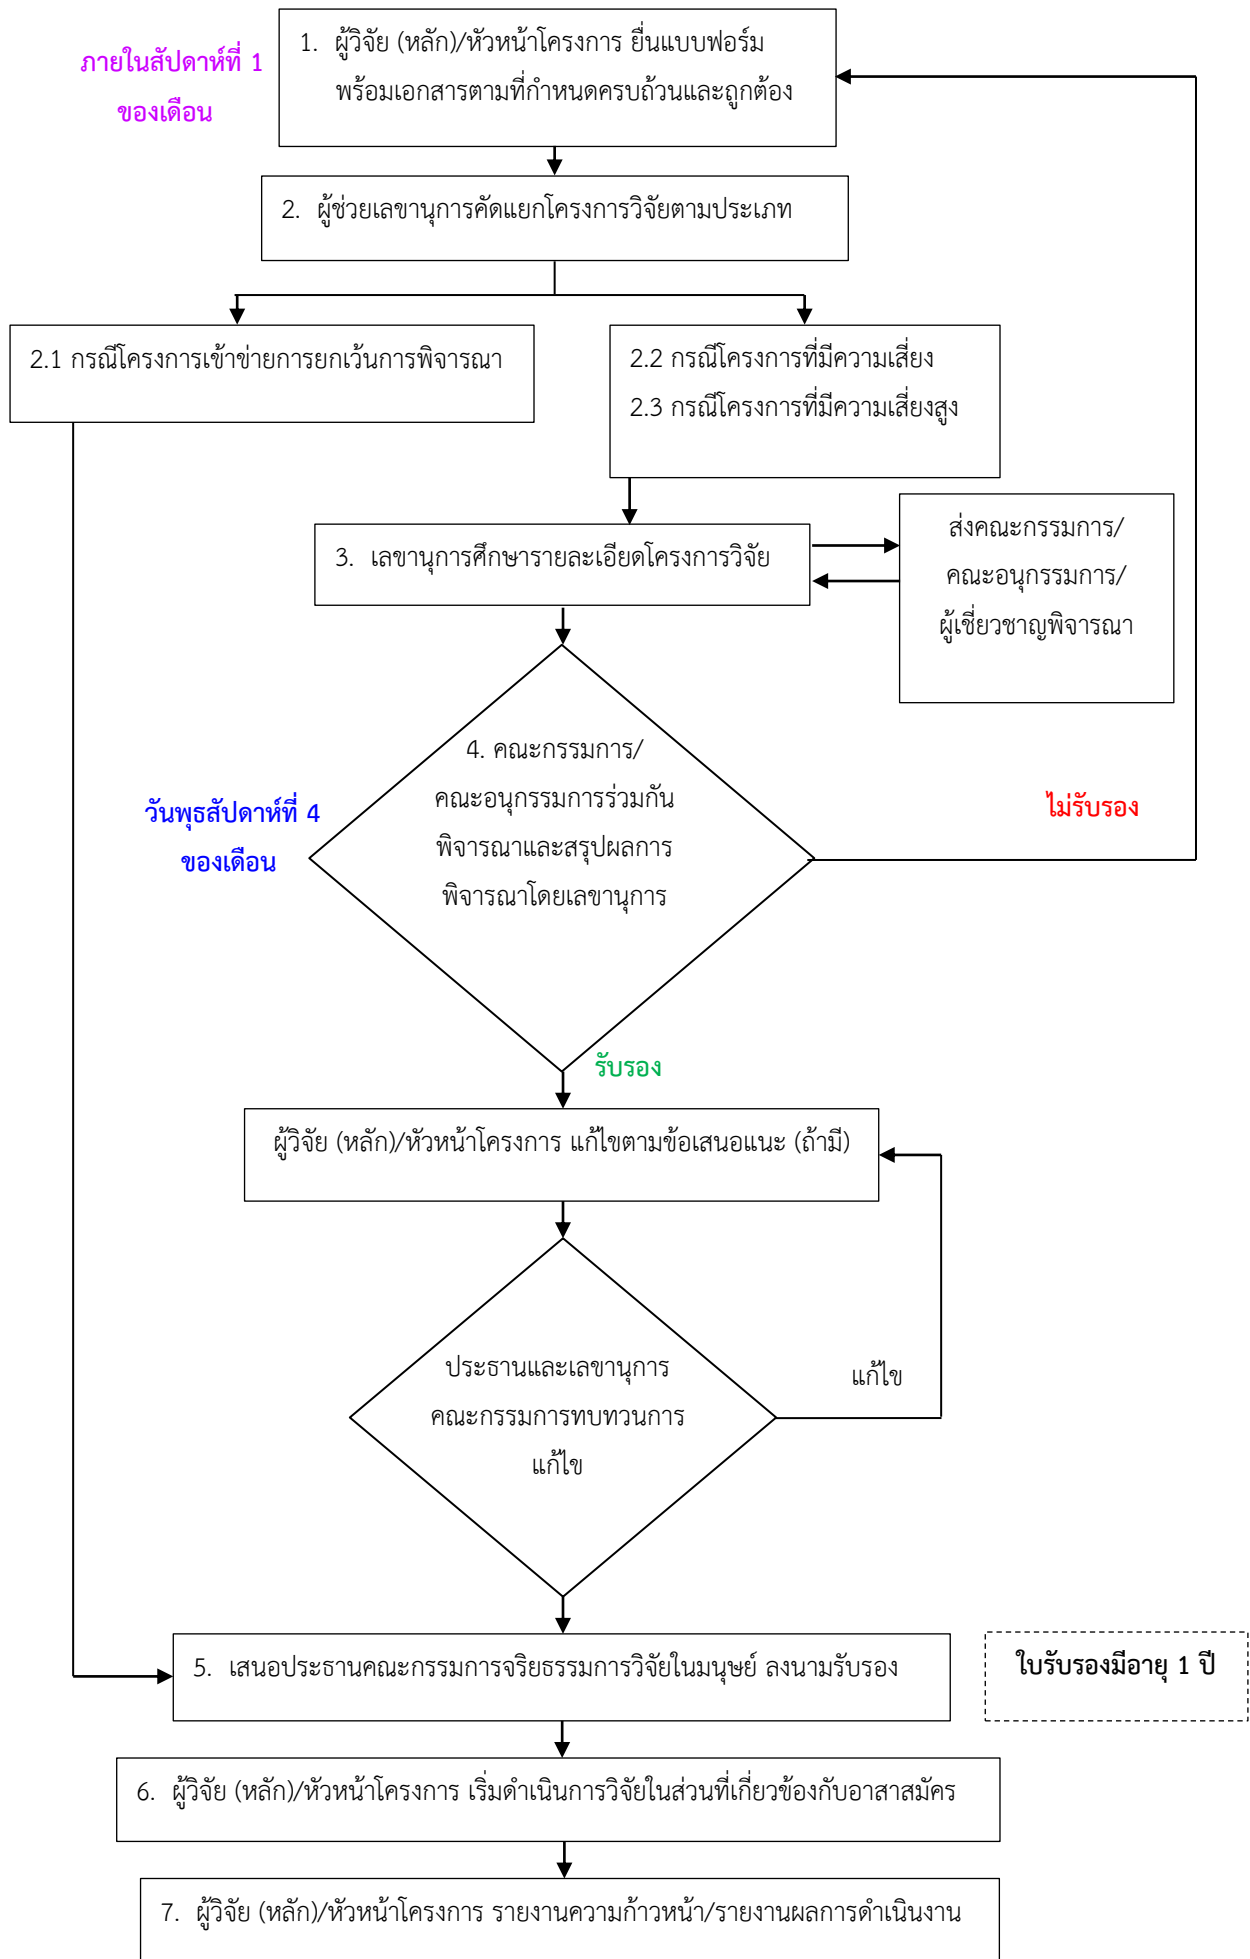 1. ผู้วิจัย (หลัก)/หัวหน้าโครงการ ยื่นแบบฟอร์ม
พร้อมเอกสารตามที่กำหนดครบถ้วนและถูกต้อง
ภายในสัปดาห์ที่ 1
ของเดือน
2. ผู้ช่วยเลขานุการคัดแยกโครงการวิจัยตามประเภท
2.1 กรณีโครงการเข้าข่ายการยกเว้นการพิจารณา
2.2 กรณีโครงการที่มีความเสี่ยง
2.3 กรณีโครงการที่มีความเสี่ยงสูง
3. เลขานุการศึกษารายละเอียดโครงการวิจัย
ส่งคณะกรรมการ/
คณะอนุกรรมการ/
ผู้เชี่ยวชาญพิจารณา
4. คณะกรรมการ/
คณะอนุกรรมการร่วมกัน
พิจารณาและสรุปผลการ
พิจารณาโดยเลขานุการ
วันพุธสัปดาห์ที่ 4
ของเดือน
ไม่รับรอง
รับรอง
ผู้วิจัย (หลัก)/หัวหน้าโครงการ แก้ไขตามข้อเสนอแนะ (ถ้ามี)
ประธานและเลขานุการ
คณะกรรมการทบทวนการ
แก้ไข
แก้ไข
5. เสนอประธานคณะกรรมการจริยธรรมการวิจัยในมนุษย์ ลงนามรับรอง
ใบรับรองมีอายุ 1 ปี
6. ผู้วิจัย (หลัก)/หัวหน้าโครงการ เริ่มดำเนินการวิจัยในส่วนที่เกี่ยวข้องกับอาสาสมัคร
7. ผู้วิจัย (หลัก)/หัวหน้าโครงการ รายงานความก้าวหน้า/รายงานผลการดำเนินงาน